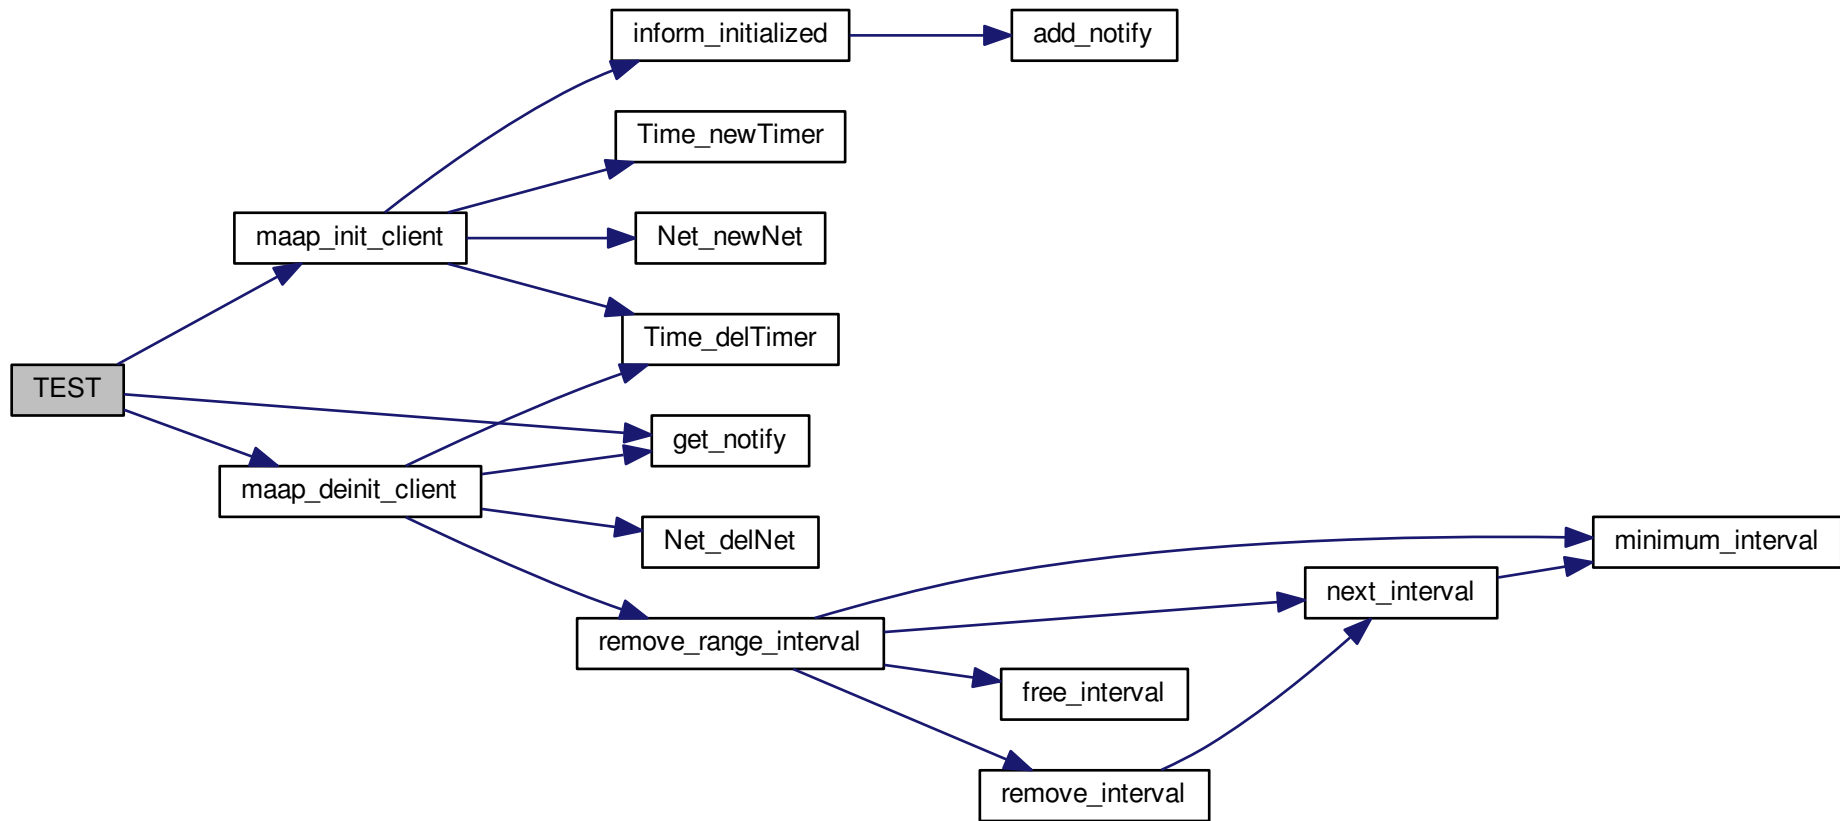 inform_initialized
add_notify
Time_newTimer
maap_init_client
Net_newNet
Time_delTimer
TEST
get_notify
maap_deinit_client
Net_delNet
minimum_interval
next_interval
remove_range_interval
free_interval
remove_interval